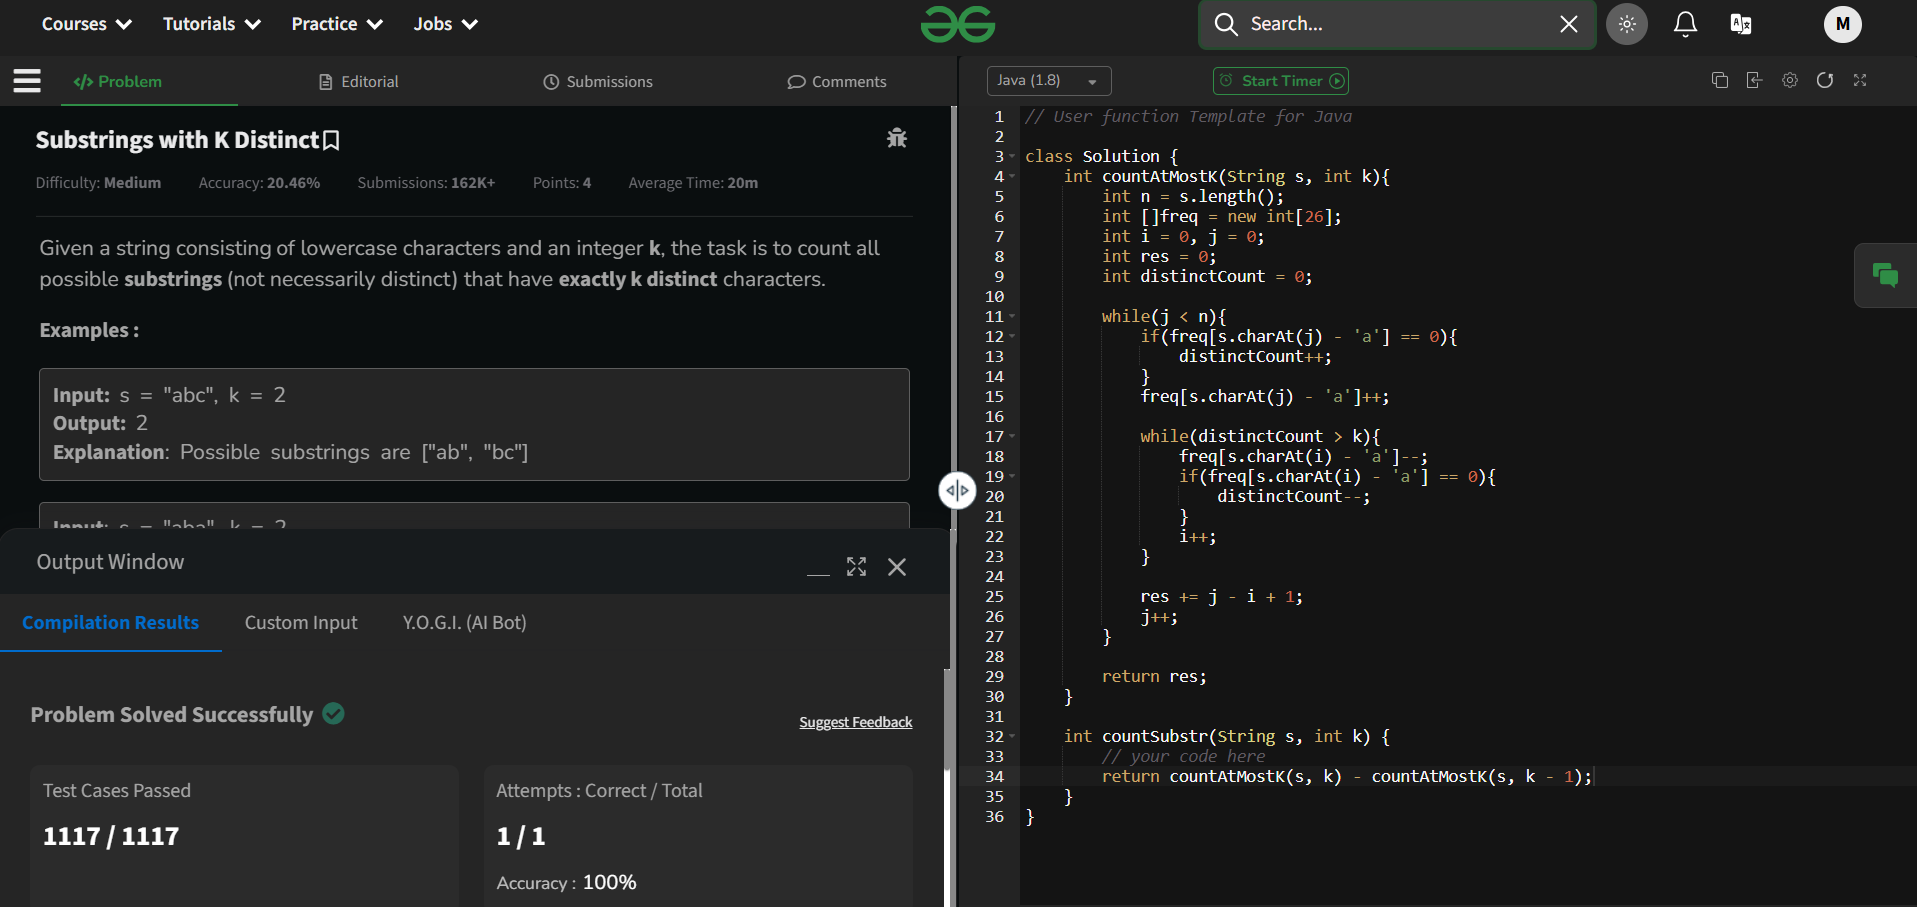 Courses Tutorials Practice Jobs Search... M
</> Problem Editorial Submissions Comments
Java (1.8) Start Timer
Substrings with K Distinct
Difficulty: Medium Accuracy: 20.46% Submissions: 162K+ Points: 4 Average Time: 20m
Given a string consisting of lowercase characters and an integer k, the task is to count all
possible substrings (not necessarily distinct) that have exactly k distinct characters.
Examples :
Input: s = "abc", k = 2
Output: 2
Explanation: Possible substrings are ["ab", "bc"]
Input: s = "aba", k = 2
Output Window
Compilation Results Custom Input Y.O.G.I. (AI Bot)
Problem Solved Successfully
Suggest Feedback
Test Cases Passed
1117 / 1117
Attempts : Correct / Total
1 / 1
Accuracy : 100%
1 // User function Template for Java
2
3 class Solution {
4 int countAtMostK(String s, int k){
5 int n = s.length();
6 int []freq = new int[26];
7 int i = 0, j = 0;
8 int res = 0;
9 int distinctCount = 0;
10
11 while(j < n){
12 if(freq[s.charAt(j) - 'a'] == 0){
13 distinctCount++;
14 }
15 freq[s.charAt(j) - 'a']++;
16
17 while(distinctCount > k){
18 freq[s.charAt(i) - 'a']--;
19 if(freq[s.charAt(i) - 'a'] == 0){
20 distinctCount--;
21 }
22 i++;
23 }
24
25 res += j - i + 1;
26 j++;
27 }
28
29 return res;
30 }
31
32 int countSubstr(String s, int k) {
33 // your code here
34 return countAtMostK(s, k) - countAtMostK(s, k - 1);
35 }
36 }